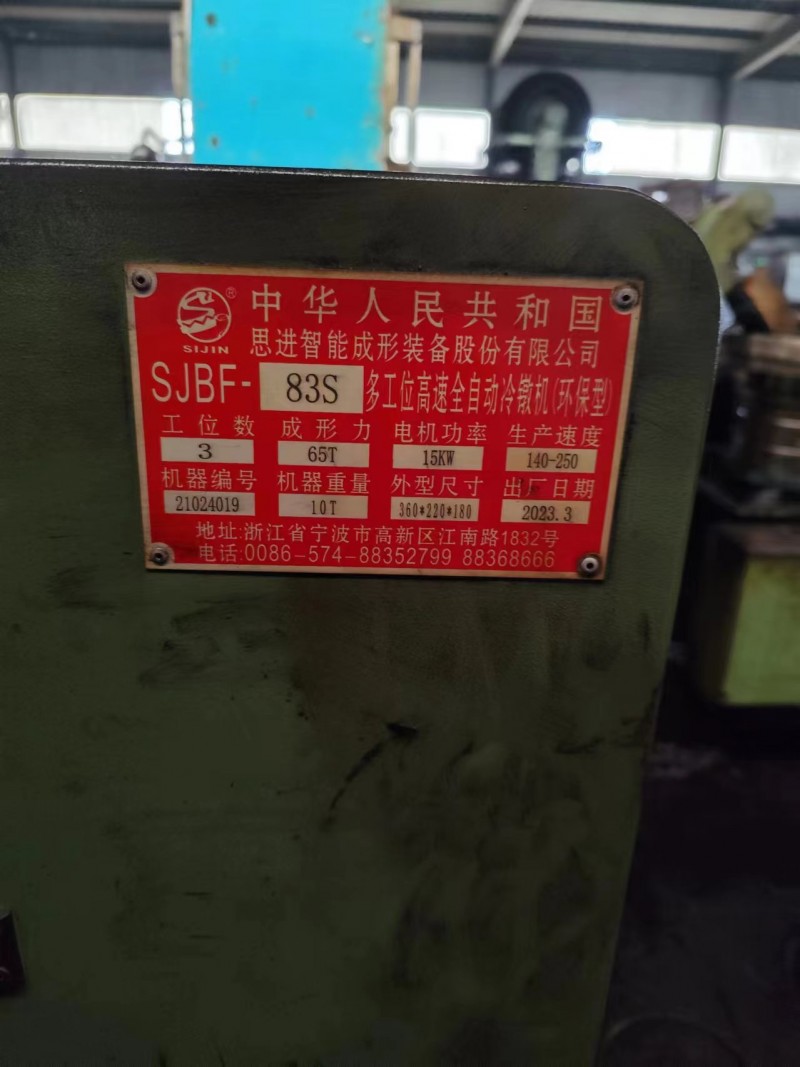 ®
SIJIN
中华人民共和国
思进智能成形装备股份有限公司
SJBF-83S多工位高速全自动冷镦机(环保型)
工位数 成形力 电机功率 生产速度
3 65T 15KW 140-250
机器编号 机器重量 外型尺寸 出厂日期
21024019 10T 360*220*180 2023.3
地址:浙江省宁波市高新区江南路1832号
电话:0086-574-88352799 88368666